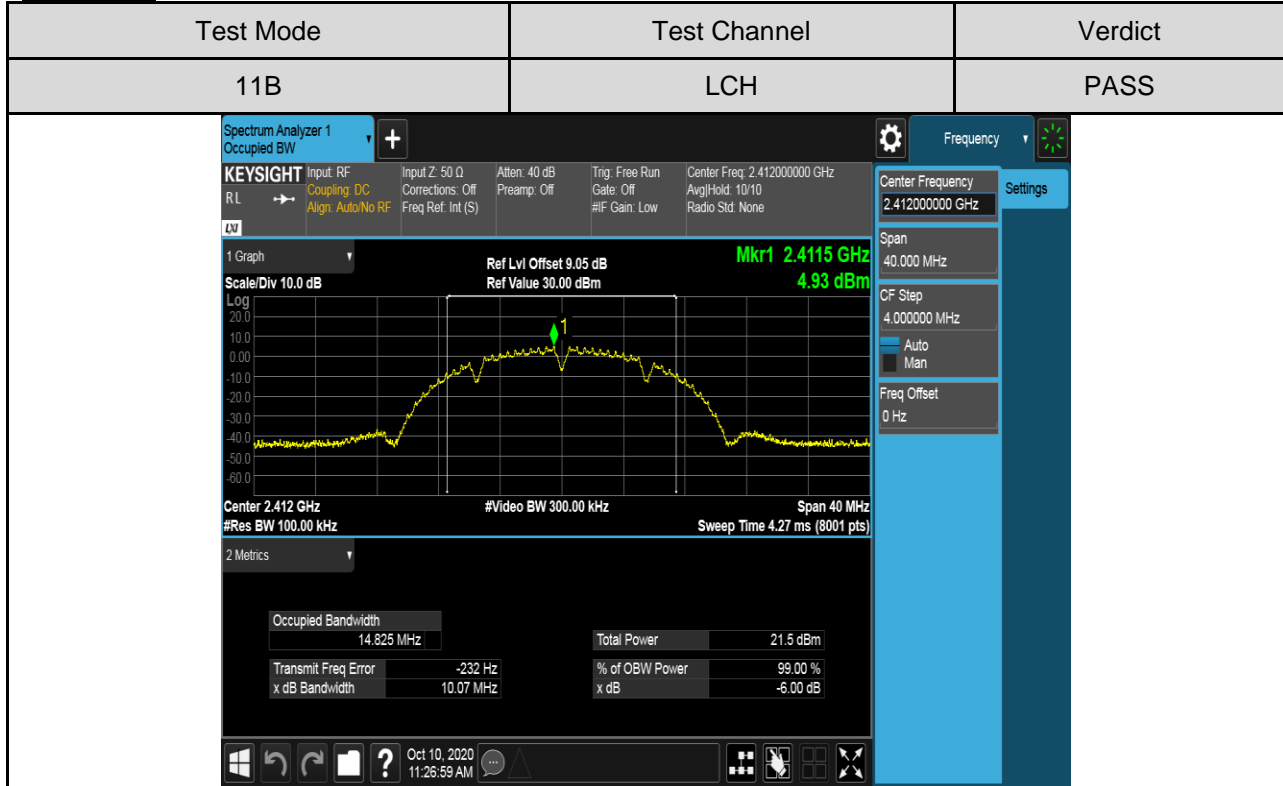 Test Mode Test Channel Verdict
11B LCH PASS
Spectrum Analyzer 1
Occupied BW
+
Frequency
KEYSIGHT Input: RF Input Z: 50 Ω Atten: 40 dB Trig: Free Run Center Freq: 2.412000000 GHz
RL Coupling: DC Corrections: Off Preamp: Off Gate: Off Avg|Hold: 10/10
Align: Auto/No RF Freq Ref: Int (S) #IF Gain: Low Radio Std: None
LXI
Center Frequency
2.412000000 GHz
Settings
Span
40.000 MHz
CF Step
4.000000 MHz
Auto
Man
Freq Offset
0 Hz
1 Graph
Ref Lvl Offset 9.05 dB
Mkr1 2.4115 GHz
Scale/Div 10.0 dB Ref Value 30.00 dBm 4.93 dBm
Log
20.0
10.0
0.00
-10.0
-20.0
-30.0
-40.0
-50.0
-60.0
1
Center 2.412 GHz #Video BW 300.00 kHz Span 40 MHz
#Res BW 100.00 kHz Sweep Time 4.27 ms (8001 pts)
2 Metrics
Occupied Bandwidth
14.825 MHz Total Power 21.5 dBm
Transmit Freq Error -232 Hz % of OBW Power 99.00 %
x dB Bandwidth 10.07 MHz x dB -6.00 dB
? Oct 10, 2020
11:26:59 AM